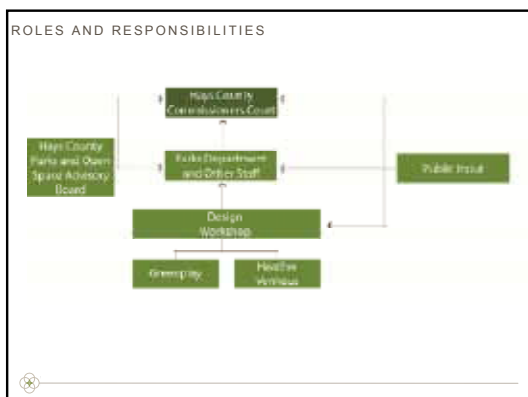 ROLES AND RESPONSIBILITIES
Hays County
Commissioners Court
Hays County
Parks and Open
Space Advisory
Board
Parks Department
and Other Staff
Public Input
Design
Workshop
Greenplay
Heather
Venhaus